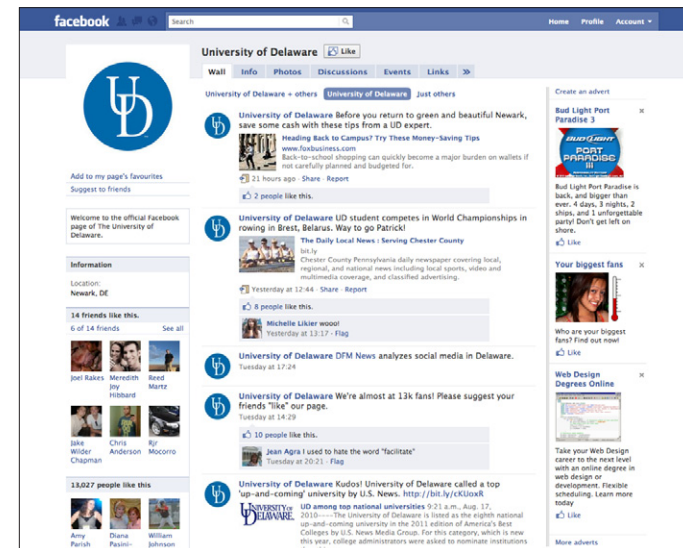 facebook
Search
Home Profile Account
University of Delaware Like
Wall Info Photos Discussions Events Links »
University of Delaware + others University of Delaware Just others
UD
Add to my page's favourites
Suggest to friends
Welcome to the official Facebook
page of The University of
Delaware.
Information
Location:
Newark, DE
14 friends like this.
6 of 14 friends See all
Joel Rakes
Meredith
Joy
Hibbard
Reed
Martz
Jake
Wilder
Chapman
Chris
Anderson
Rjr
Mocorro
13,027 people like this
Amy
Parish
Diana
Pasini-
William
Johnson
University of Delaware Before you return to green and beautiful Newark,
save some cash with these tips from a UD expert.
Heading Back to Campus? Try These Money-Saving Tips
www.foxbusiness.com
Back-to-school shopping can quickly become a major burden on wallets if
not carefully planned and budgeted for.
21 hours ago · Share · Report
2 people like this.
University of Delaware UD student competes in World Championships in
rowing in Brest, Belarus. Way to go Patrick!
The Daily Local News : Serving Chester County
bit.ly
Chester County Pennsylvania daily newspaper covering local,
regional, and national news including local sports, video and
multimedia coverage, and classified advertising.
Yesterday at 12:44 · Share · Report
8 people like this.
Michelle Likier wooo!
Yesterday at 13:17 · Flag
University of Delaware DFM News analyzes social media in Delaware.
Tuesday at 17:24
University of Delaware We're almost at 13k fans! Please suggest your
friends "like" our page.
Tuesday at 14:29
10 people like this.
Jean Agra I used to hate the word "facilitate"
Tuesday at 20:21 · Flag
University of Delaware Kudos! University of Delaware called a top
'up-and-coming' university by U.S. News. http://bit.ly/cKUoxR
UNIVERSITY OF
DELAWARE
UD among top national universities 9:21 a.m., Aug. 17,
2010----The University of Delaware is listed as the eighth national
up-and-coming university in the 2011 edition of America's Best
Colleges by U.S. News Media Group. For this category, which is new
this year, college administrators were asked to nominate institutions
Create an advert
Bud Light Port
Paradise 3
BUD LIGHT
PORT
PARADISE
III
Bud Light Port Paradise is
back, and bigger than
ever. 4 days, 3 nights, 2
ships, and 1 unforgettable
party! Don't get left on
shore.
Like
Your biggest fans
Who are your biggest
fans? Find out now!
Like
Web Design
Degrees Online
Take your Web Design
career to the next level
with an online degree in
web design or
development. Flexible
scheduling. Learn more
today
Like
More adverts